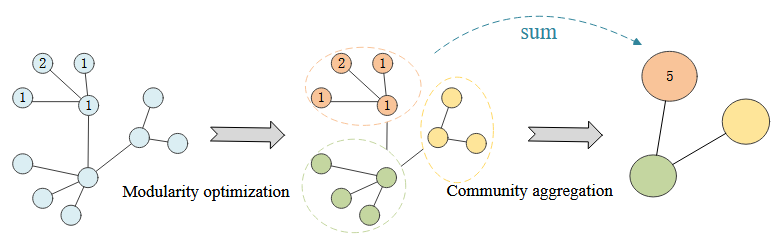 sum
2 1
1 1
Modularity optimization
2 1
1 1
Community aggregation
5